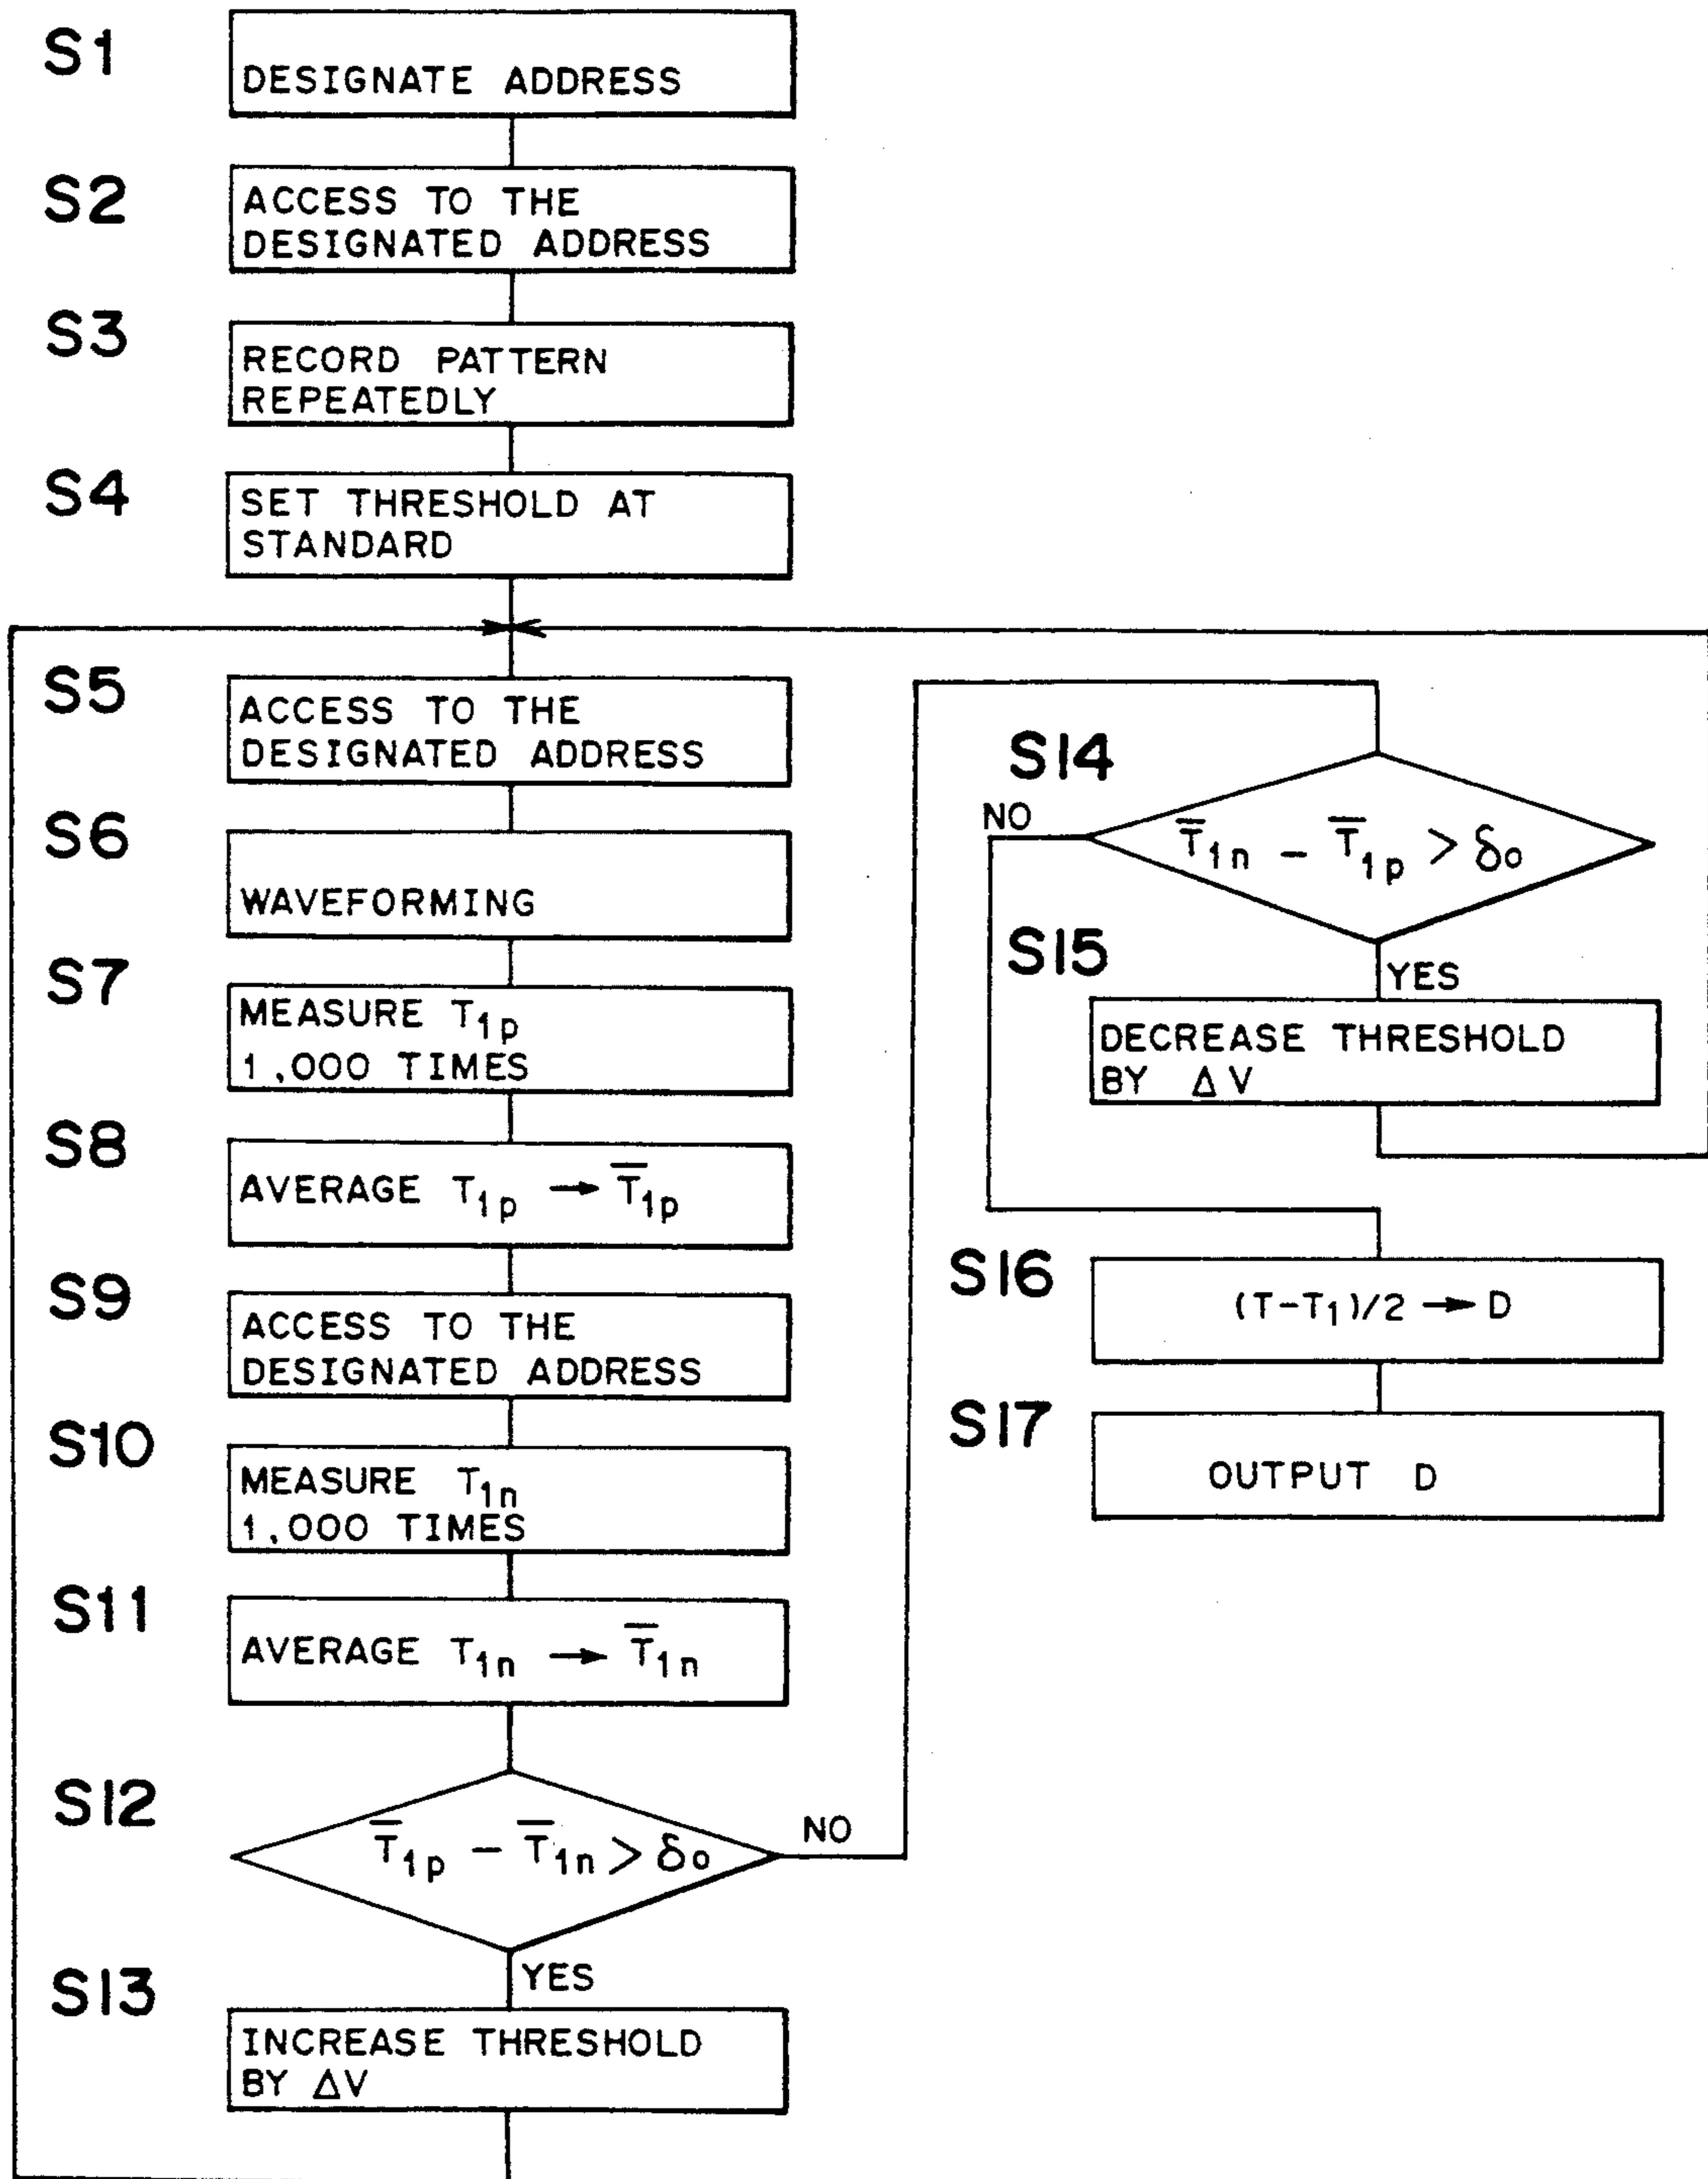 S1
DESIGNATE ADDRESS
S2
ACCESS TO THE
DESIGNATED ADDRESS
S3
RECORD PATTERN
REPEATEDLY
S4
SET THRESHOLD AT
STANDARD
S5
ACCESS TO THE
DESIGNATED ADDRESS
S6
WAVEFORMING
S7
MEASURE T1p
1,000 TIMES
S8
AVERAGE T1p → T̅1p
S9
ACCESS TO THE
DESIGNATED ADDRESS
S10
MEASURE T1n
1,000 TIMES
S11
AVERAGE T1n → T̅1n
S12
T̅1p – T̅1n > δo
NO
YES
S13
INCREASE THRESHOLD
BY ΔV
S14
NO
T̅1n – T̅1p > δo
YES
S15
DECREASE THRESHOLD
BY ΔV
S16
(T-T1)/2 → D
S17
OUTPUT D